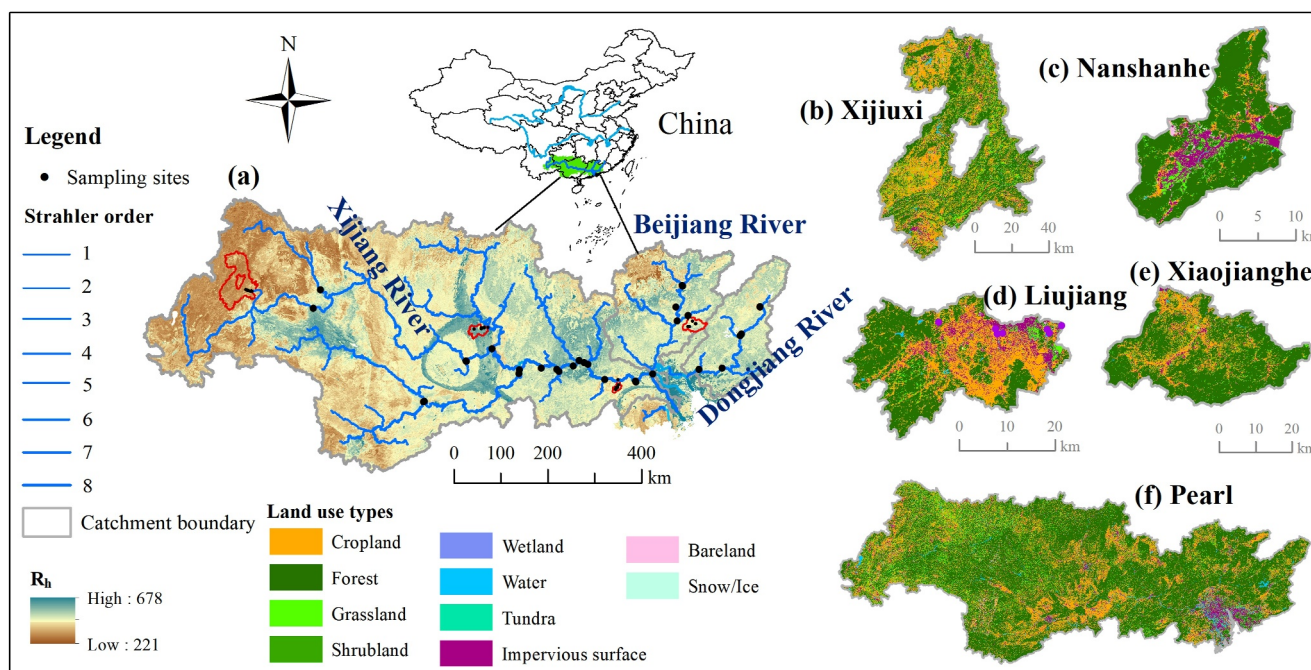 N
China
Legend
Sampling sites
(a)
Strahler order
1
2
3
4
5
6
7
8
Catchment boundary
Rh
High : 678
Low : 221
Xijiang River
Beijiang River
Dongjiang River
0 100 200 400
km
Land use types
Cropland
Forest
Grassland
Shrubland
Wetland
Water
Tundra
Impervious surface
Bareland
Snow/Ice
(b) Xijiuxi
0 20 40
km
(c) Nanshanhe
0 5 10
km
(d) Liujiang
0 10 20
km
(e) Xiaojianghe
0 10 20
km
(f) Pearl